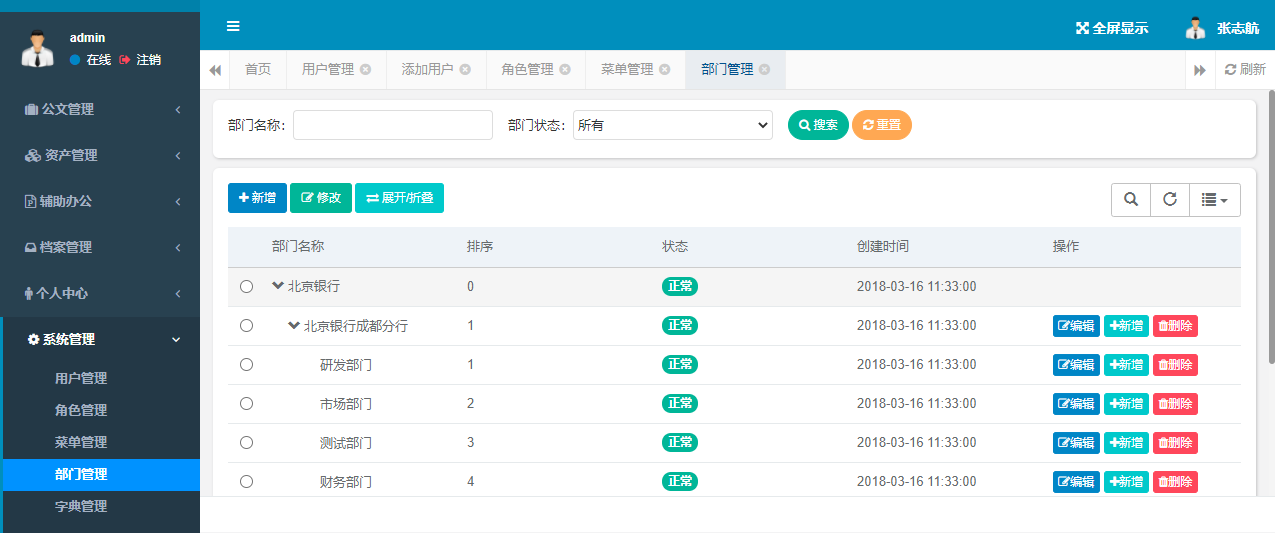 admin
在线 注销
公文管理
资产管理
辅助办公
档案管理
个人中心
系统管理
用户管理
角色管理
菜单管理
部门管理
字典管理
全屏显示 张志航
首页 用户管理 添加用户 角色管理 菜单管理 部门管理 刷新
部门名称： 部门状态： 所有 搜索 重置
新增 修改 展开/折叠
部门名称 排序 状态 创建时间 操作
北京银行 0 正常 2018-03-16 11:33:00
北京银行成都分行 1 正常 2018-03-16 11:33:00 编辑 新增 删除
研发部门 1 正常 2018-03-16 11:33:00 编辑 新增 删除
市场部门 2 正常 2018-03-16 11:33:00 编辑 新增 删除
测试部门 3 正常 2018-03-16 11:33:00 编辑 新增 删除
财务部门 4 正常 2018-03-16 11:33:00 编辑 新增 删除